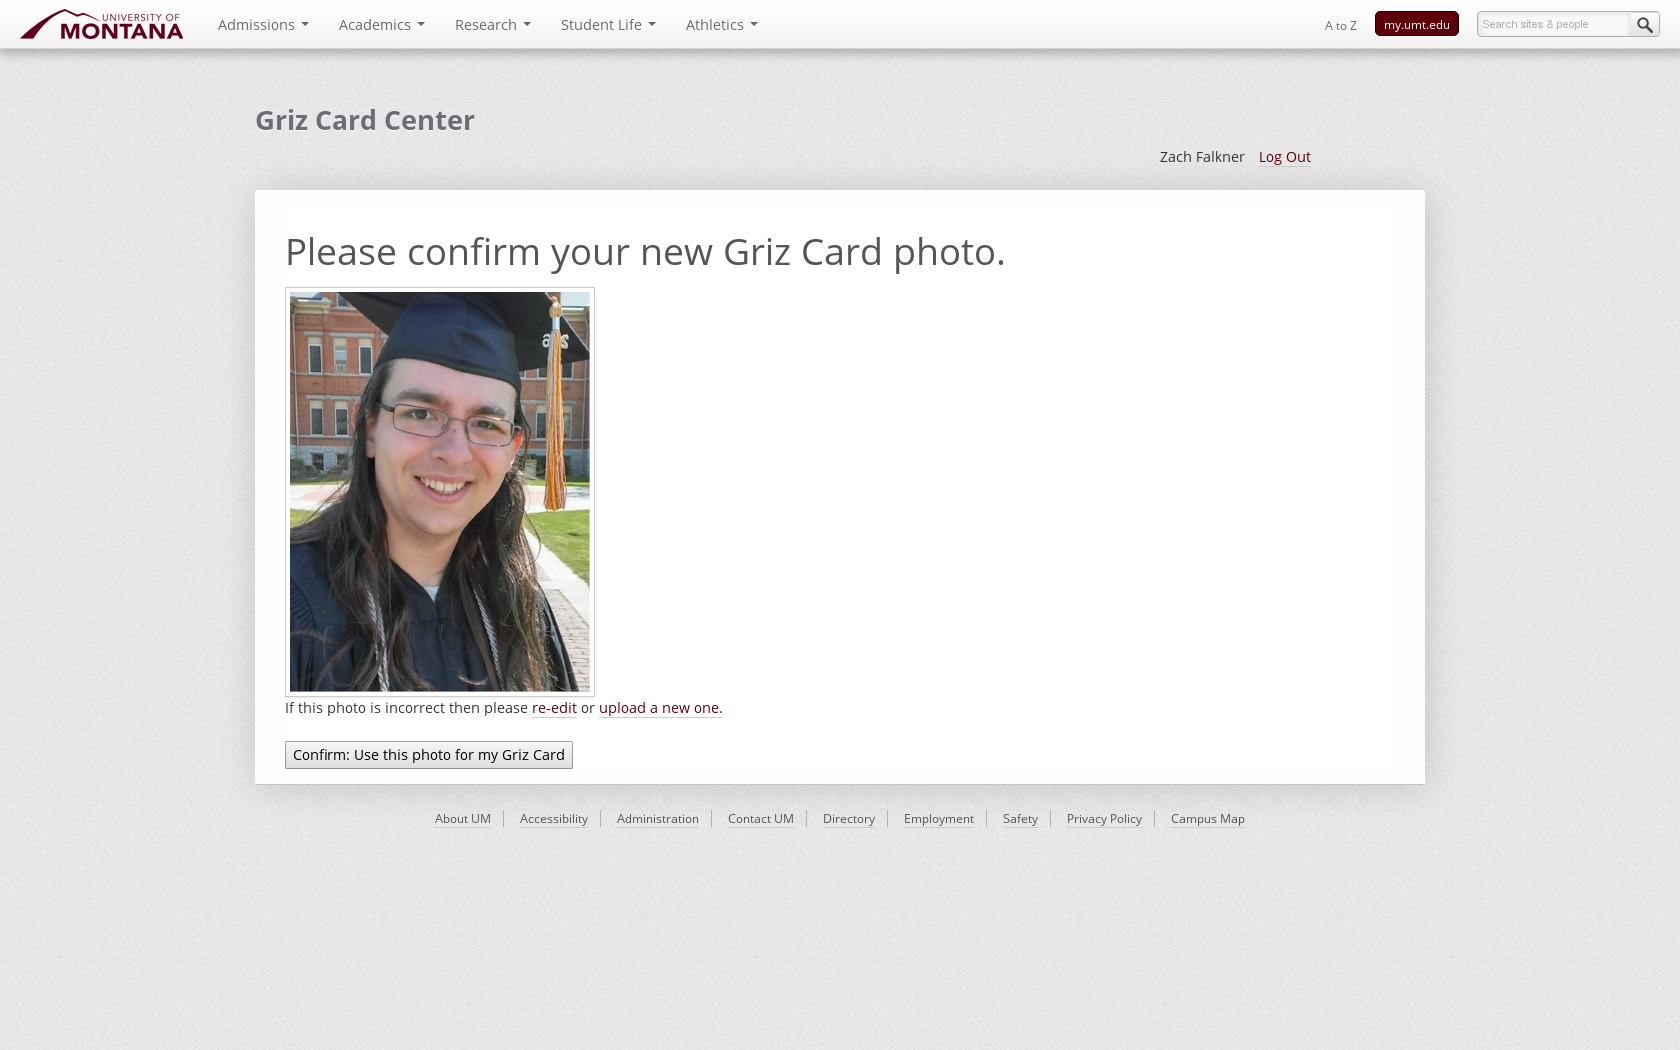 UNIVERSITY OF
MONTANA
Admissions
Academics
Research
Student Life
Athletics
A to Z
my.umt.edu
Search sites & people
Griz Card Center
Zach Falkner Log Out
Please confirm your new Griz Card photo.
If this photo is incorrect then please re-edit or upload a new one.
Confirm: Use this photo for my Griz Card
About UM
Accessibility
Administration
Contact UM
Directory
Employment
Safety
Privacy Policy
Campus Map